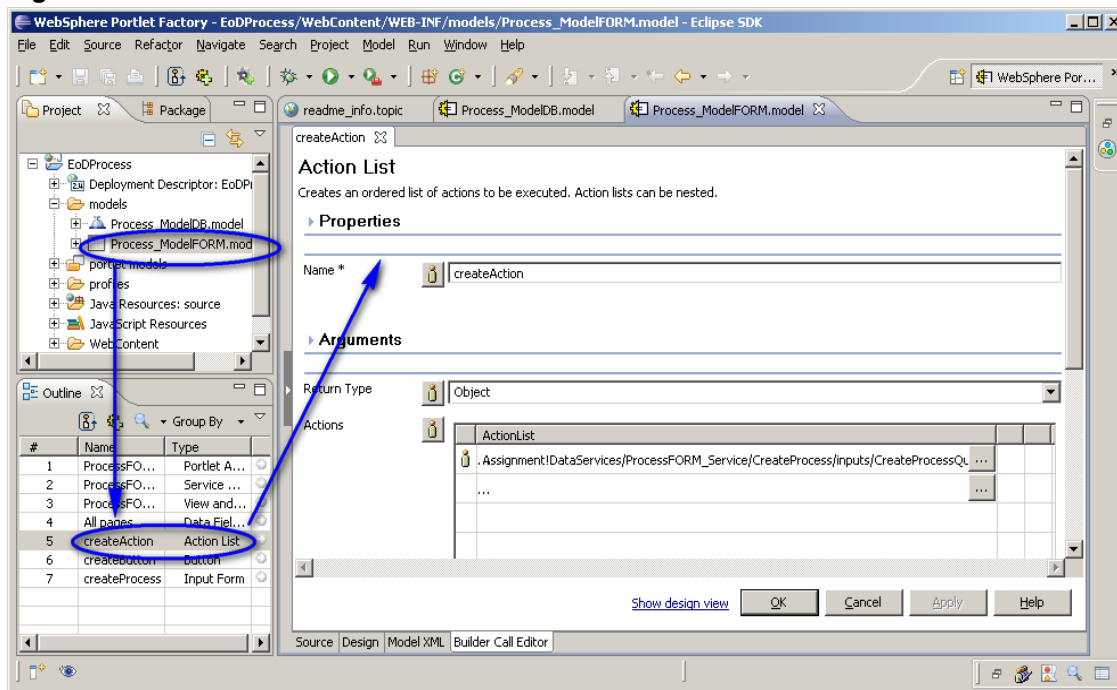 WebSphere Portlet Factory - EoDProcess/WebContent/WEB-INF/models/Process_ModelFORM.model - Eclipse SDK
File Edit Source Refactor Navigate Search Project Model Run Window Help
WebSphere Por...
Project Package
readme_info.topic Process_ModelDB.model Process_ModelFORM.model
createAction
EoDProcess
Deployment Descriptor: EoDP
models
Process_ModelDB.model
Process_ModelFORM.mod
portlet models
profiles
Java Resources: source
JavaScript Resources
WebContent
Action List
Creates an ordered list of actions to be executed. Action lists can be nested.
Properties
Name * createAction
Arguments
Return Type Object
Actions
ActionList
. Assignment!DataServices/ProcessFORM_Service/CreateProcess/inputs/CreateProcessQu ...
... ...
Outline
Group By
# Name Type
1 ProcessFO... Portlet A...
2 ProcessFO... Service ...
3 ProcessFO... View and...
4 All pages Data Fiel...
5 createAction Action List
6 createButton Button
7 createProcess Input Form
Show design view OK Cancel Apply Help
Source Design Model XML Builder Call Editor